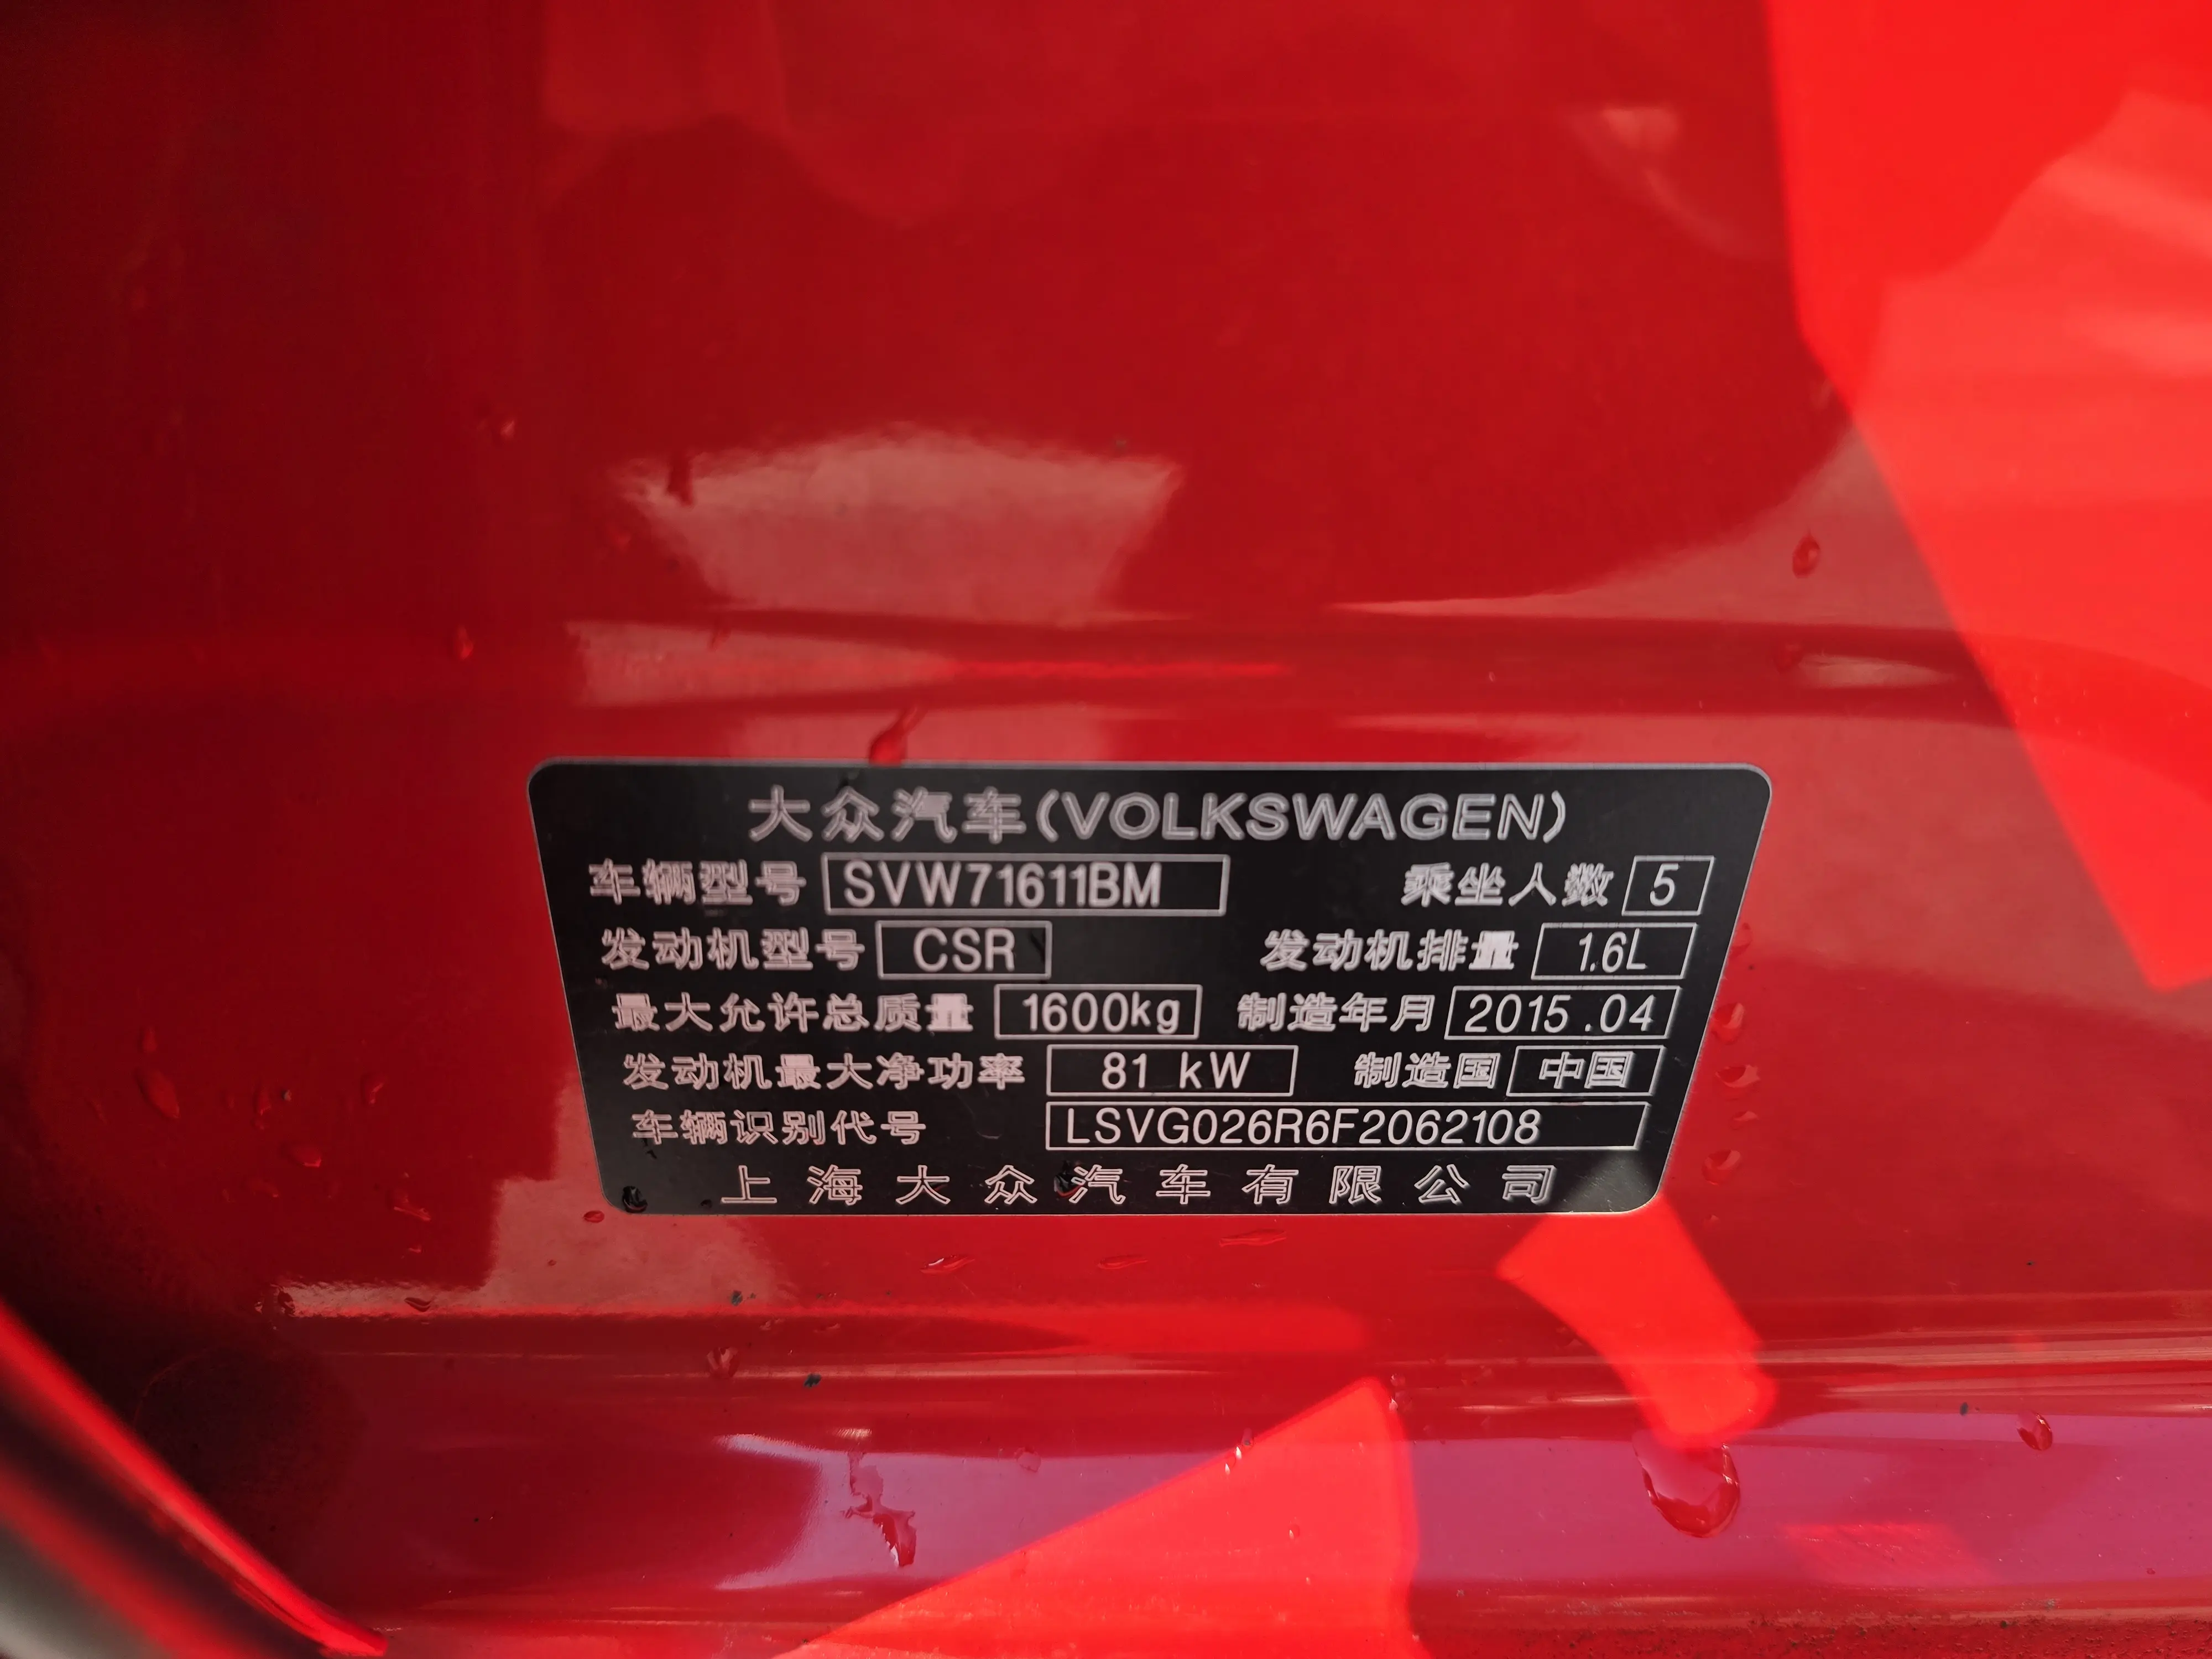 大众汽车(VOLKSWAGEN)
车辆型号 SVW71611BM 乘坐人数 5
发动机型号 CSR 发动机排量 1.6L
最大允许总质量 1600kg 制造年月 2015.04
发动机最大净功率 81 kW 制造国 中国
车辆识别代号 LSVG026R6F2062108
上海大众汽车有限公司